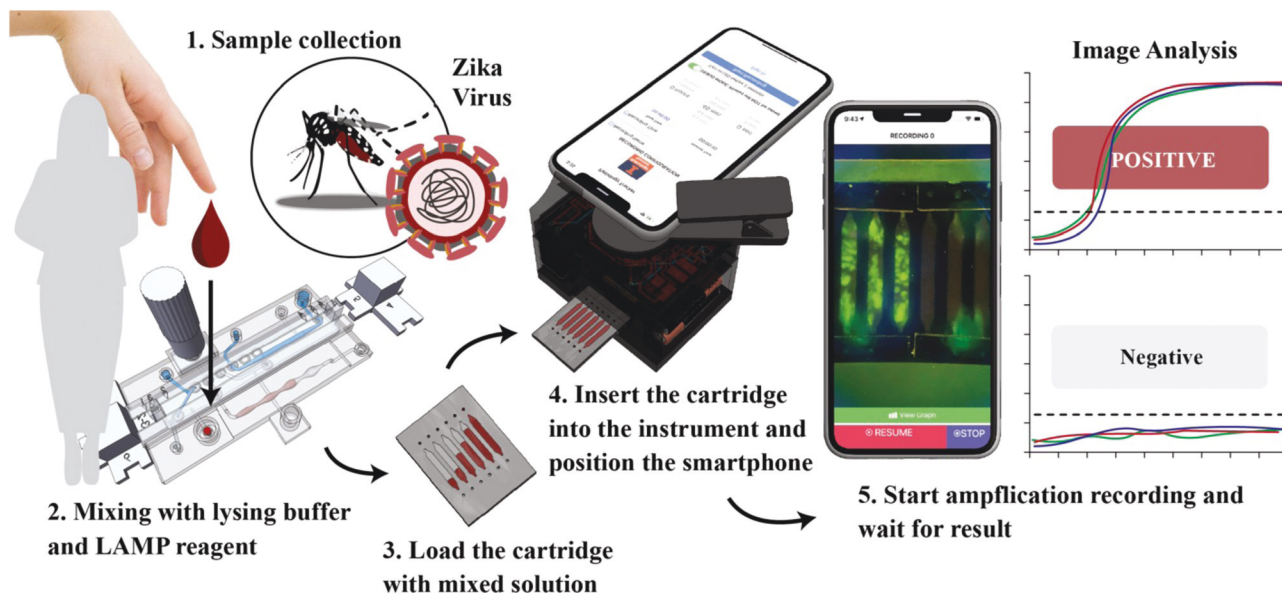 1. Sample collection
Zika
Virus
2. Mixing with lysing buffer
and LAMP reagent
3. Load the cartridge
with mixed solution
4. Insert the cartridge
into the instrument and
position the smartphone
9:43
RECORDING 0
View Graph
RESUME
STOP
5. Start ampflication recording and
wait for result
Image Analysis
POSITIVE
Negative